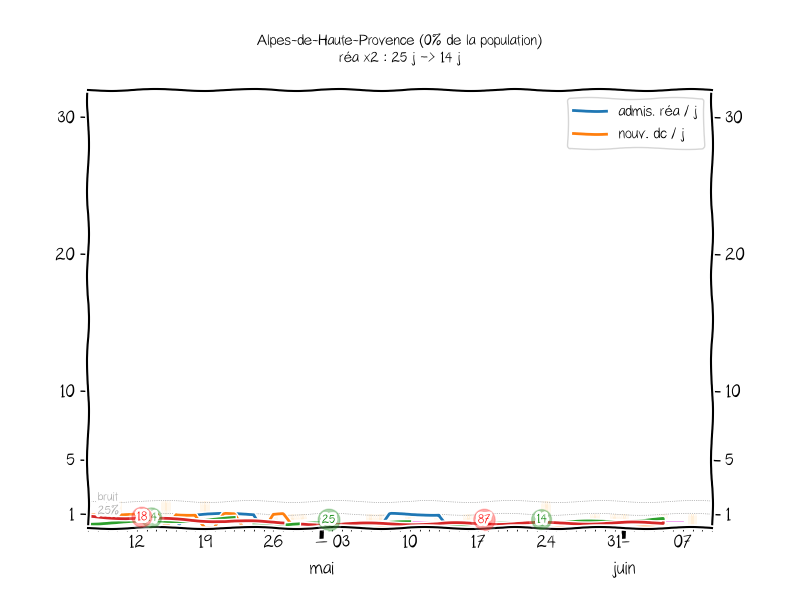 Alpes-de-Haute-Provence (0% de la population)
réa x2 : 25 j -> 14 j
admis. réa / j
nouv. dc / j
30 30
20 20
10 10
5 5
bruit
25%
1 18 25 87 14 1
12 19 26 03 10 17 24 31 07
mai juin